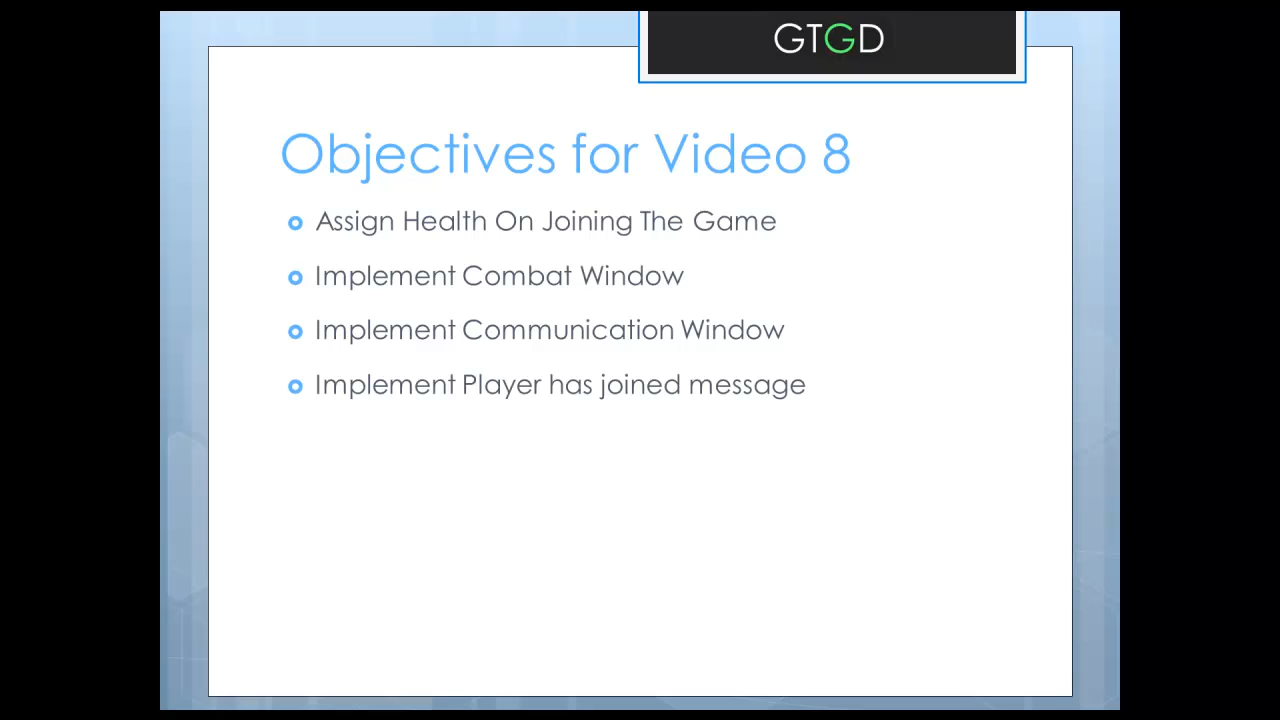 GTGD
Objectives for Video 8
Assign Health On Joining The Game
Implement Combat Window
Implement Communication Window
Implement Player has joined message